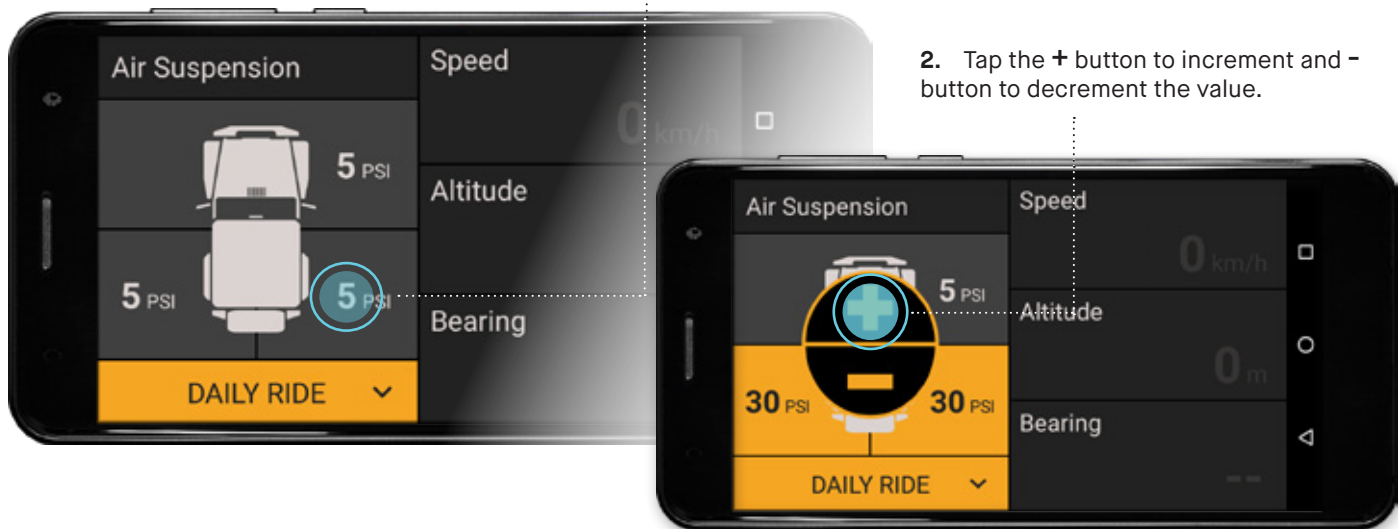 Air Suspension
Speed
0 km/h
5 PSI
Altitude
5 PSI
5 PSI
Bearing
DAILY RIDE
2. Tap the + button to increment and -
button to decrement the value.
Air Suspension
Speed
0 km/h
5 PSI
Altitude
0 m
30 PSI
30 PSI
Bearing
--
DAILY RIDE